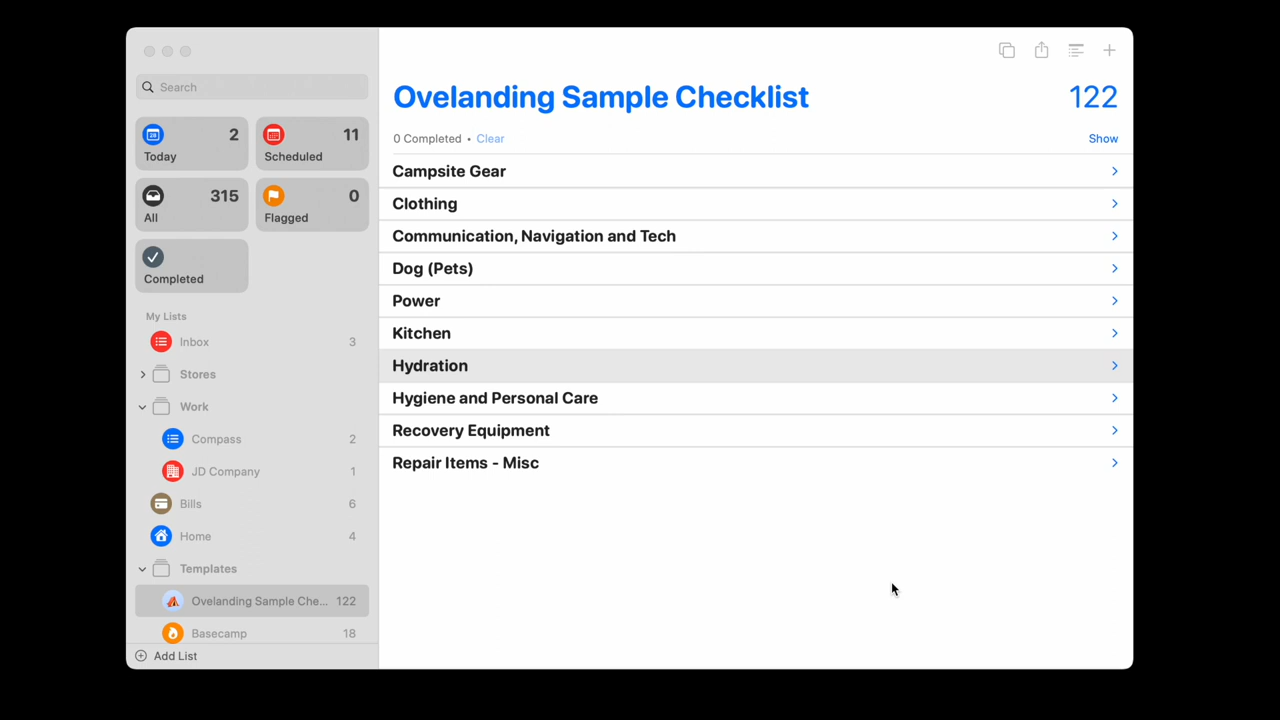 Search
2
Today
11
Scheduled
315
All
0
Flagged
Completed
My Lists
Inbox 3
Stores
Work
Compass 2
JD Company 1
Bills 6
Home 4
Templates
Ovelanding Sample Che... 122
Basecamp 18
Add List
Ovelanding Sample Checklist 122
0 Completed • Clear Show
Campsite Gear
Clothing
Communication, Navigation and Tech
Dog (Pets)
Power
Kitchen
Hydration
Hygiene and Personal Care
Recovery Equipment
Repair Items - Misc